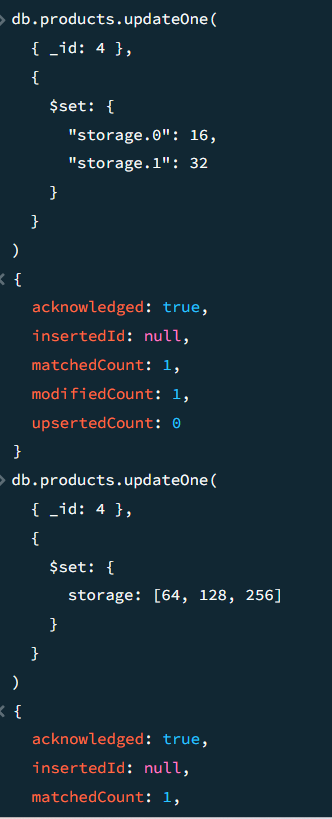 > db.products.updateOne(
{ _id: 4 },
{
$set: {
"storage.0": 16,
"storage.1": 32
}
}
)
< {
acknowledged: true,
insertedId: null,
matchedCount: 1,
modifiedCount: 1,
upsertedCount: 0
}
> db.products.updateOne(
{ _id: 4 },
{
$set: {
storage: [64, 128, 256]
}
}
)
< {
acknowledged: true,
insertedId: null,
matchedCount: 1,